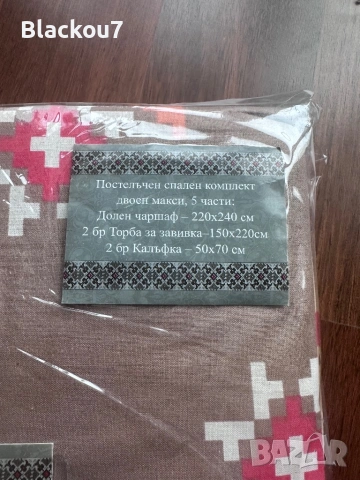 Blackou7
Постелъчен спален комплект
двоен макси, 5 части;
Долен чаршаф – 220х240 см
2 бр Торба за завивка–150х220см
2 бр Калъфка – 50х70 см
BAZAR